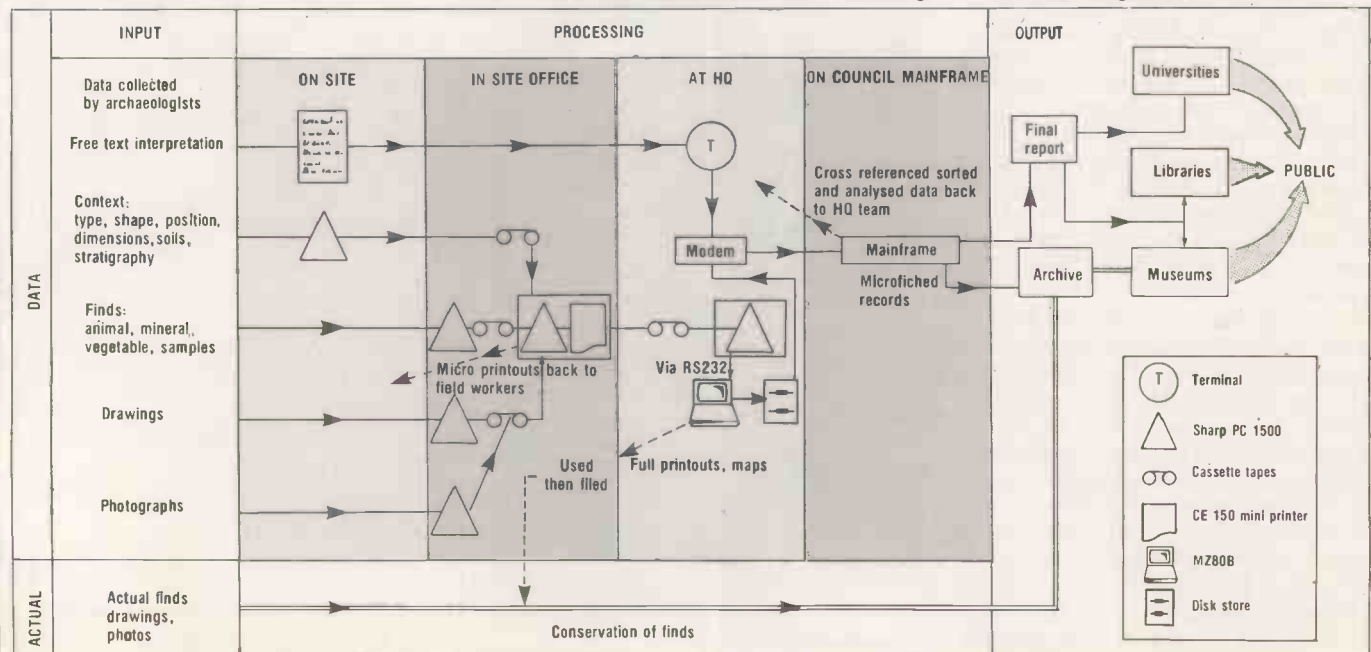 INPUT
PROCESSING
OUTPUT
ON SITE
IN SITE OFFICE
AT HQ
ON COUNCIL MAINFRAME
DATA
Data collected
by archaeologists
Free text interpretation
Context:
type, shape, position,
dimensions, soils,
stratigraphy
Finds:
animal, mineral,
vegetable, samples
Drawings
Photographs
T
Cross referenced sorted
and analysed data back
to HQ team
Modem
Mainframe
Microfiched
records
Micro printouts back to
field workers
Via RS232
Used
then filed
Full printouts, maps
Final
report
Universities
Libraries
PUBLIC
Archive
Museums
T
Terminal
Sharp PC 1500
Cassette tapes
CE 150 mini printer
MZ80B
Disk store
ACTUAL
Actual finds
drawings,
photos
Conservation of finds